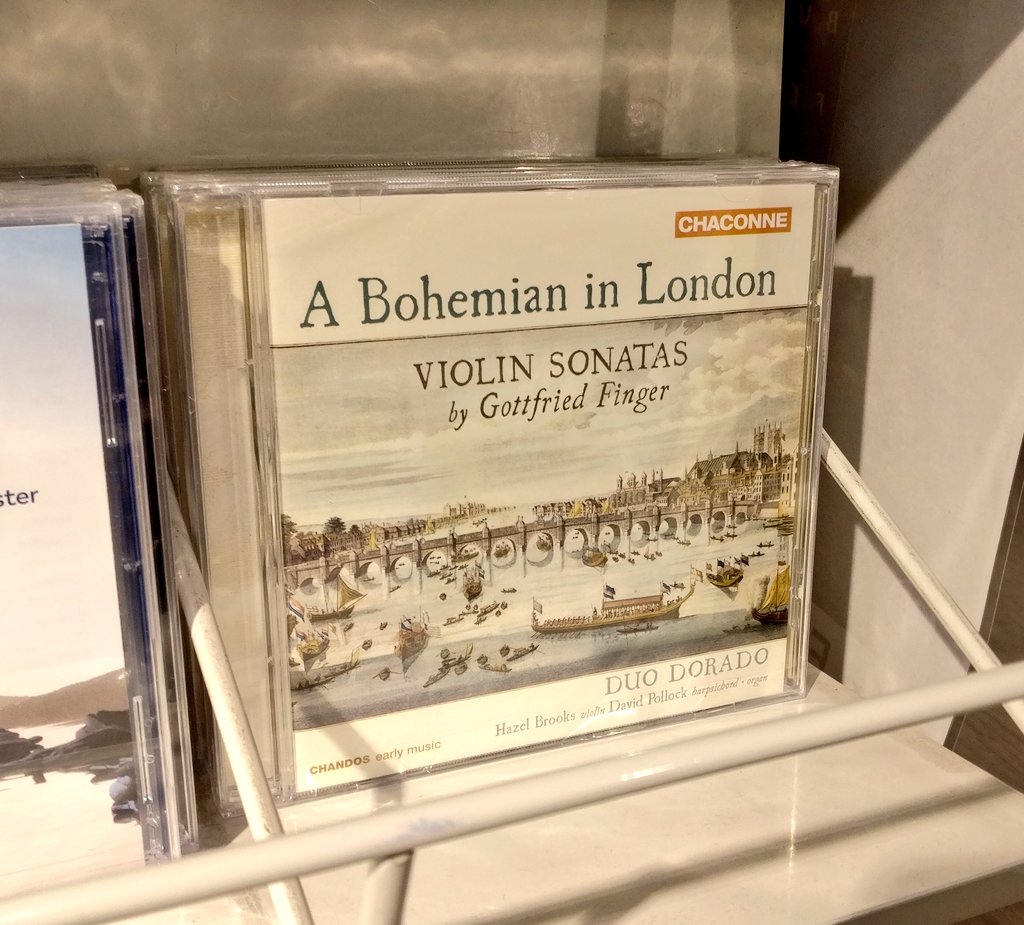 CHACONNE
A Bohemian in London
VIOLIN SONATAS
by Gottfried Finger
DUO DORADO
Hazel Brooks violin David Pollock harpsichord · organ
CHANDOS early music
ster